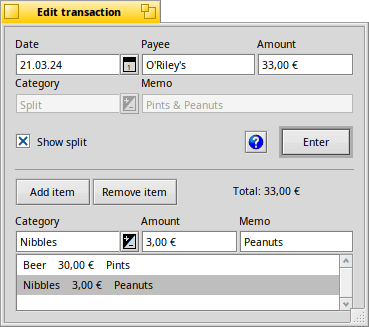 Edit transaction
Date Payee Amount
21.03.24 1 O'Riley's 33,00 €
Category Memo
Split Pints & Peanuts
Show split ? Enter
Add item Remove item Total: 33,00 €
Category Amount Memo
Nibbles 3,00 € Peanuts
Beer 30,00 € Pints
Nibbles 3,00 € Peanuts